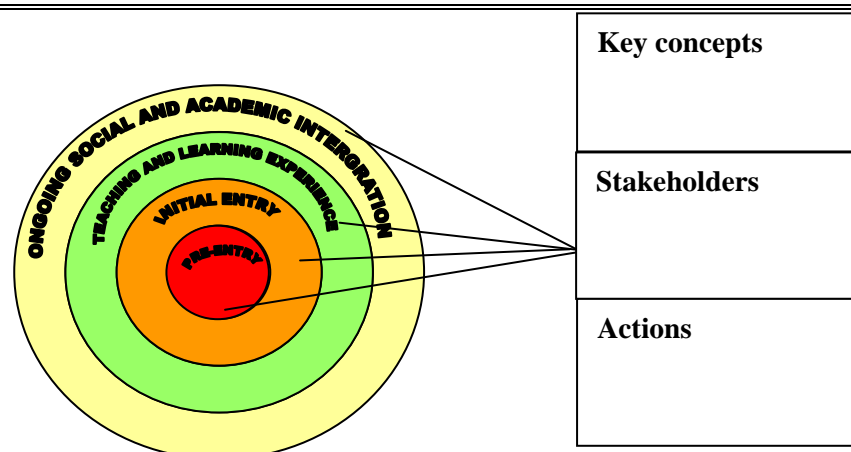 ONGOING SOCIAL AND ACADEMIC INTERGRATION
TEACHING AND LEARNING EXPERIENCE
INITIAL ENTRY
PRE-ENTRY
Key concepts
Stakeholders
Actions